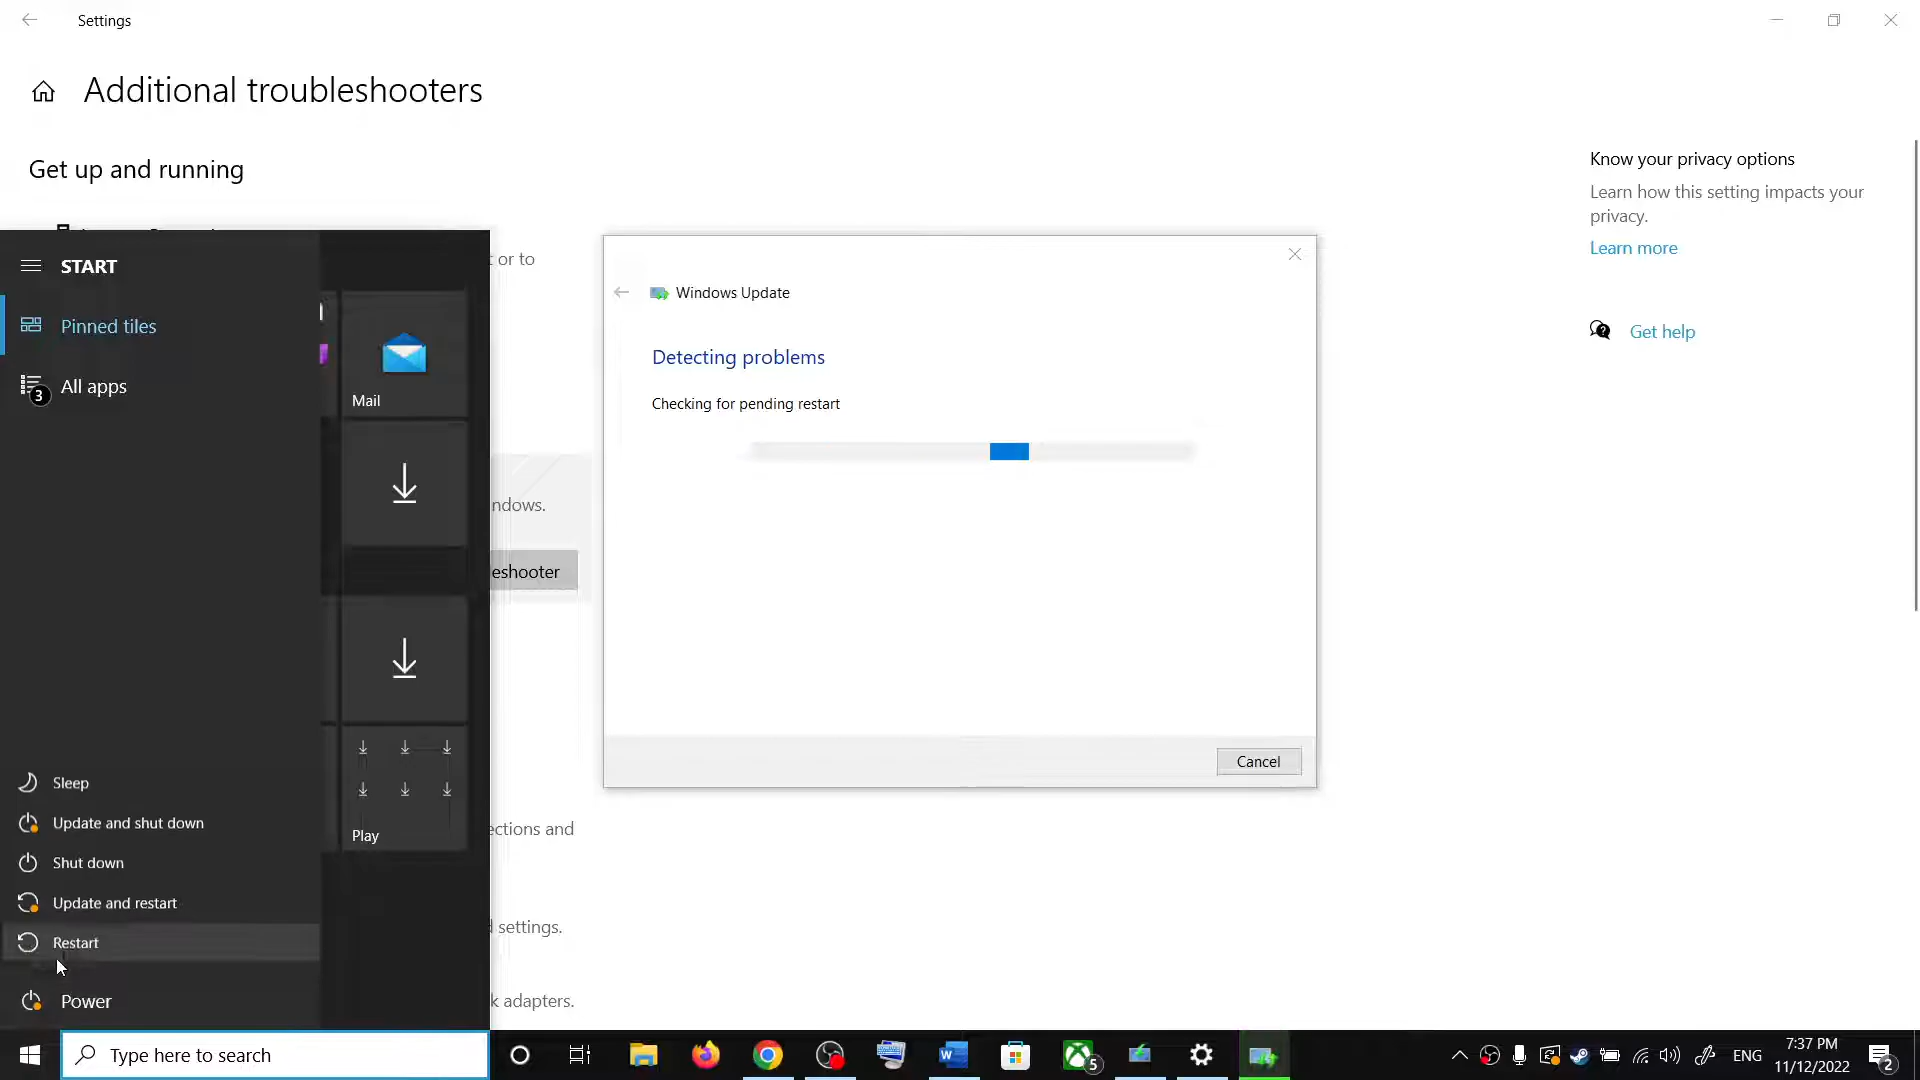 Settings
Additional troubleshooters
Get up and running
Know your privacy options
Learn how this setting impacts your
privacy.
Learn more
Get help
t or to
ndows.
eshooter
ections and
d settings.
k adapters.
START
Pinned tiles
All apps
3
Mail
Play
Sleep
Update and shut down
Shut down
Update and restart
Restart
Power
Windows Update
Detecting problems
Checking for pending restart
Cancel
Type here to search
W
5
ENG
7:37 PM
11/12/2022
2